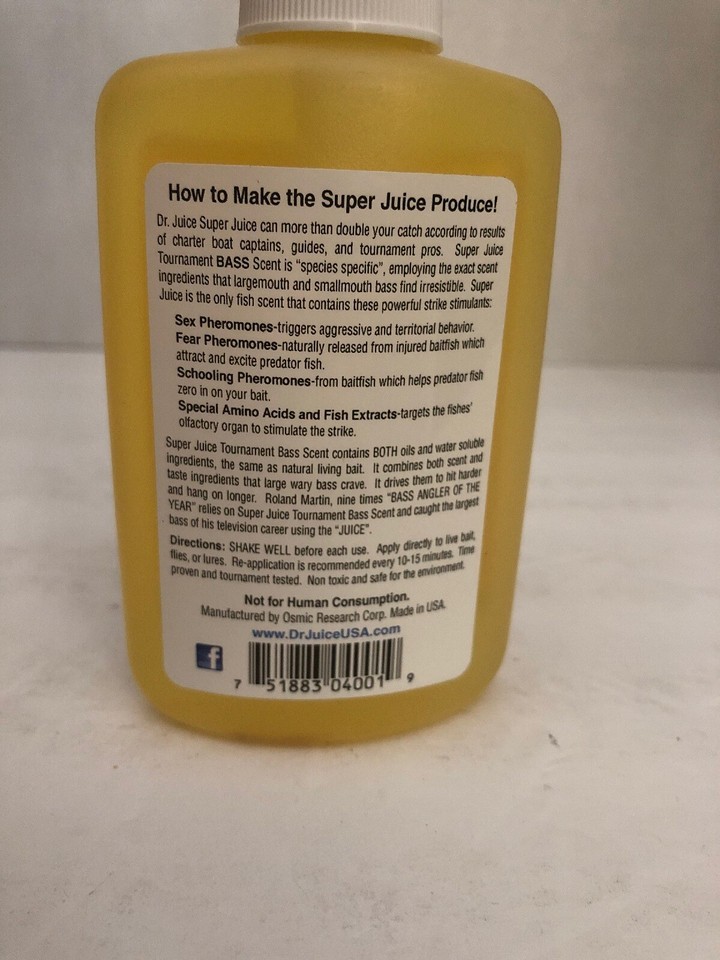 How to Make the Super Juice Produce!
Dr. Juice Super Juice can more than double your catch according to results
of charter boat captains, guides, and tournament pros. Super Juice
Tournament BASS Scent is “species specific”, employing the exact scent
ingredients that largemouth and smallmouth bass find irresistible. Super
Juice is the only fish scent that contains these powerful strike stimulants:
Sex Pheromones-triggers aggressive and territorial behavior.
Fear Pheromones-naturally released from injured baitfish which
attract and excite predator fish.
Schooling Pheromones-from baitfish which helps predator fish
zero in on your bait.
Special Amino Acids and Fish Extracts-targets the fishes’
olfactory organ to stimulate the strike.
Super Juice Tournament Bass Scent contains BOTH oils and water soluble
ingredients, the same as natural living bait. It combines both scent and
taste ingredients that large wary bass crave. It drives them to hit harder
and hang on longer. Roland Martin, nine times “BASS ANGLER OF THE
YEAR” relies on Super Juice Tournament Bass Scent and caught the largest
bass of his television career using the “JUICE”.
Directions: SHAKE WELL before each use. Apply directly to live bait,
flies, or lures. Re-application is recommended every 10-15 minutes. Time
proven and tournament tested. Non toxic and safe for the environment.
Not for Human Consumption.
Manufactured by Osmic Research Corp. Made in USA.
www.DrJuiceUSA.com
f
7 51883 04001 9